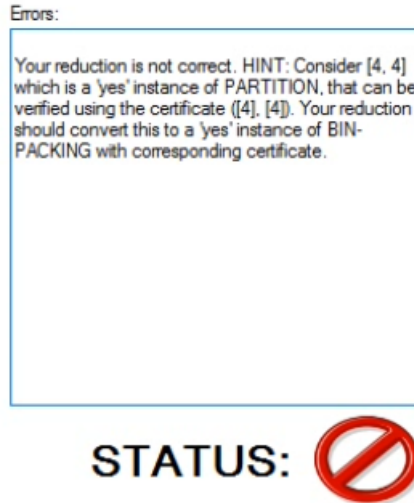 Errors:
Your reduction is not correct. HINT: Consider [4, 4]
which is a 'yes' instance of PARTITION, that can be
verified using the certificate ([4], [4]). Your reduction
should convert this to a 'yes' instance of BIN-
PACKING with corresponding certificate.
STATUS: